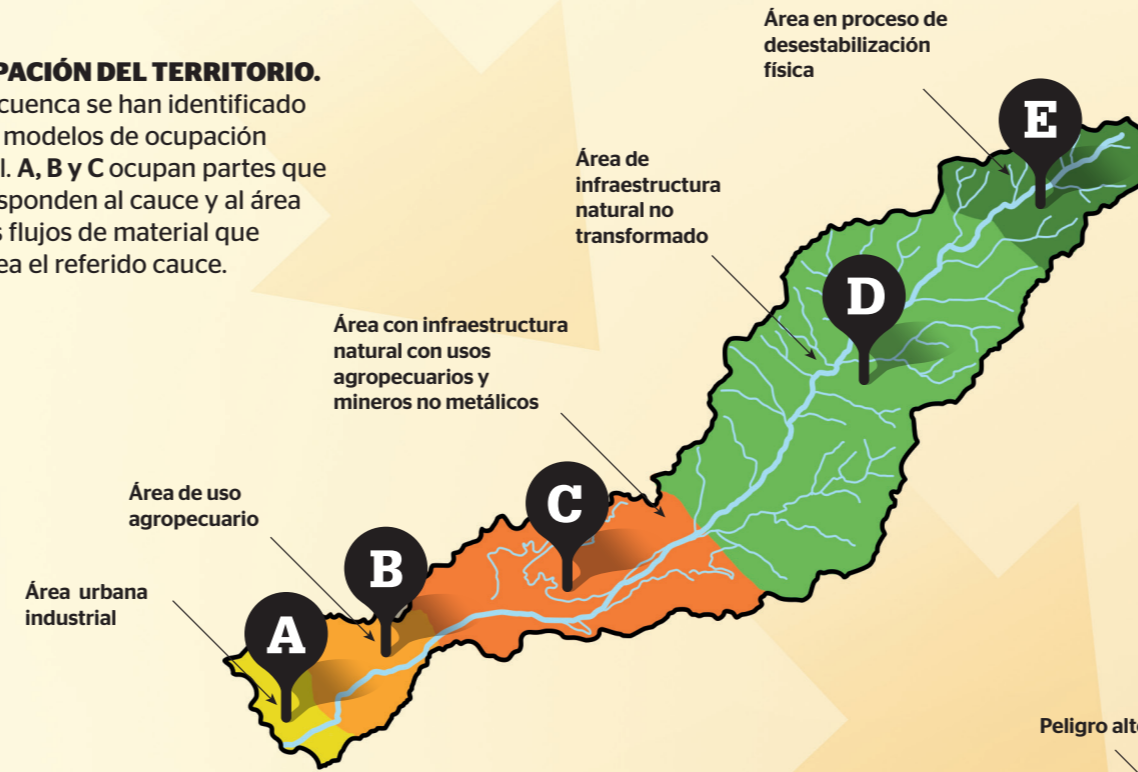 PACIÓN DEL TERRITORIO.
cuenca se han identificado
modelos de ocupación
l. A, B y C ocupan partes que
sponden al cauce y al área
s flujos de material que
ea el referido cauce.
Área en proceso de
desestabilización
física
E
Área de
infraestructura
natural no
transformado
D
Área con infraestructura
natural con usos
agropecuarios y
mineros no metálicos
C
Área de uso
agropecuario
B
Área urbana
industrial
A
Peligro alto